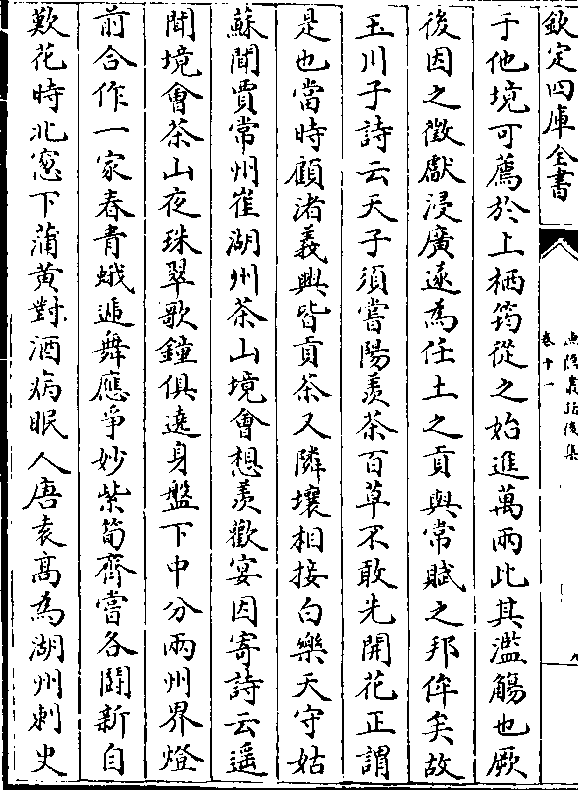 欽定四庫全書
漁隱叢話後集
卷十一
于他境可薦於上栖筠從之始進萬兩此其濫觴也厥
後因之徵獻浸廣遂為任土之貢與常賦之邦侔矣故
玉川子詩云天子須嘗陽羨茶百草不敢先開花正謂
是也當時顧渚義興皆貢茶又隣壤相接白樂天守姑
蘇聞賈常州崔湖州茶山境會想羨歡宴因寄詩云遥
聞境會茶山夜珠翠歌鐘俱遶身盤下中分兩州界燈
前合作一家春青蛾遞舞應爭妙紫筍齊嘗各鬭新自
歎花時北窓下蒲黄對酒病眠人唐袁髙為湖州刺史